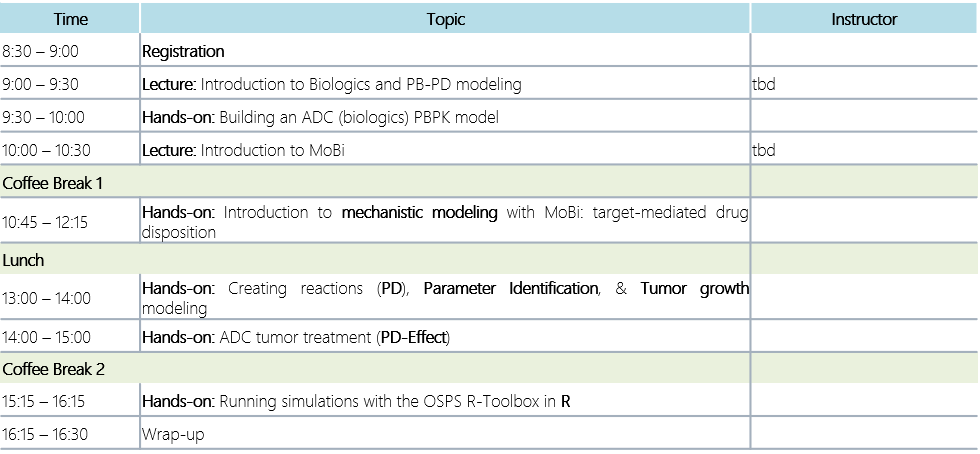 Time Topic Instructor
8:30 – 9:00 Registration
9:00 – 9:30 Lecture: Introduction to Biologics and PB-PD modeling tbd
9:30 – 10:00 Hands-on: Building an ADC (biologics) PBPK model
10:00 – 10:30 Lecture: Introduction to MoBi tbd
Coffee Break 1
10:45 – 12:15 Hands-on: Introduction to mechanistic modeling with MoBi: target-mediated drug
disposition
Lunch
13:00 – 14:00 Hands-on: Creating reactions (PD), Parameter Identification, & Tumor growth
modeling
14:00 – 15:00 Hands-on: ADC tumor treatment (PD-Effect)
Coffee Break 2
15:15 – 16:15 Hands-on: Running simulations with the OSPS R-Toolbox in R
16:15 – 16:30 Wrap-up